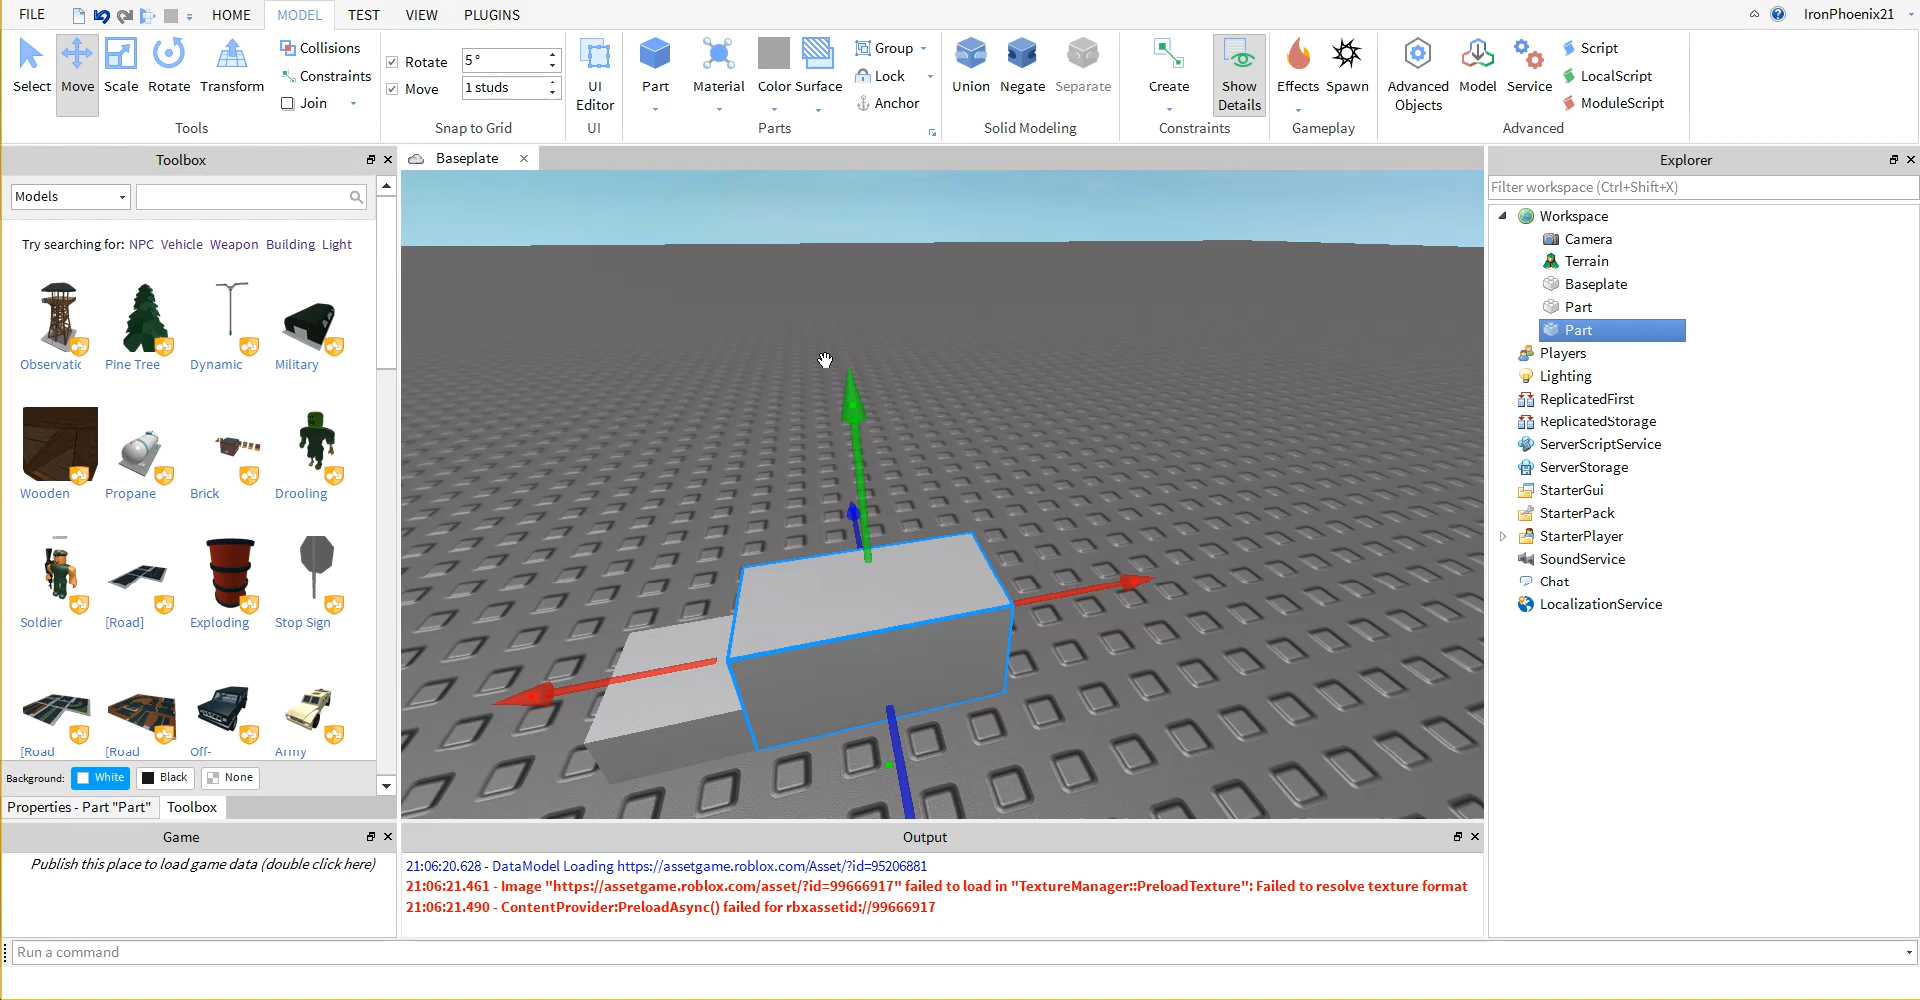 FILE HOME MODEL TEST VIEW PLUGINS IronPhoenix21
Select Move Scale Rotate Transform
Collisions
Constraints
Join
Tools
Rotate 5 °
Move 1 studs
Snap to Grid
UI
Editor
UI
Part Material Color Surface
Group
Lock
Anchor
Parts
Union Negate Separate
Solid Modeling
Create Show
Details
Constraints
Effects Spawn
Gameplay
Advanced
Objects Model Service
Script
LocalScript
ModuleScript
Advanced
Toolbox
Models
Try searching for: NPC Vehicle Weapon Building Light
Observatic Pine Tree Dynamic Military
Wooden Propane Brick Drooling
Soldier [Road] Exploding Stop Sign
[Road [Road Off- Army
Background: White Black None
Properties - Part "Part" Toolbox
Game
Publish this place to load game data (double click here)
Baseplate
Output
21:06:20.628 - DataModel Loading https://assetgame.roblox.com/Asset/?id=95206881
21:06:21.461 - Image "https://assetgame.roblox.com/asset/?id=99666917" failed to load in "TextureManager::PreloadTexture": Failed to resolve texture format
21:06:21.490 - ContentProvider:PreloadAsync() failed for rbxassetid://99666917
Explorer
Filter workspace (Ctrl+Shift+X)
Workspace
Camera
Terrain
Baseplate
Part
Part
Players
Lighting
ReplicatedFirst
ReplicatedStorage
ServerScriptService
ServerStorage
StarterGui
StarterPack
StarterPlayer
SoundService
Chat
LocalizationService
Run a command